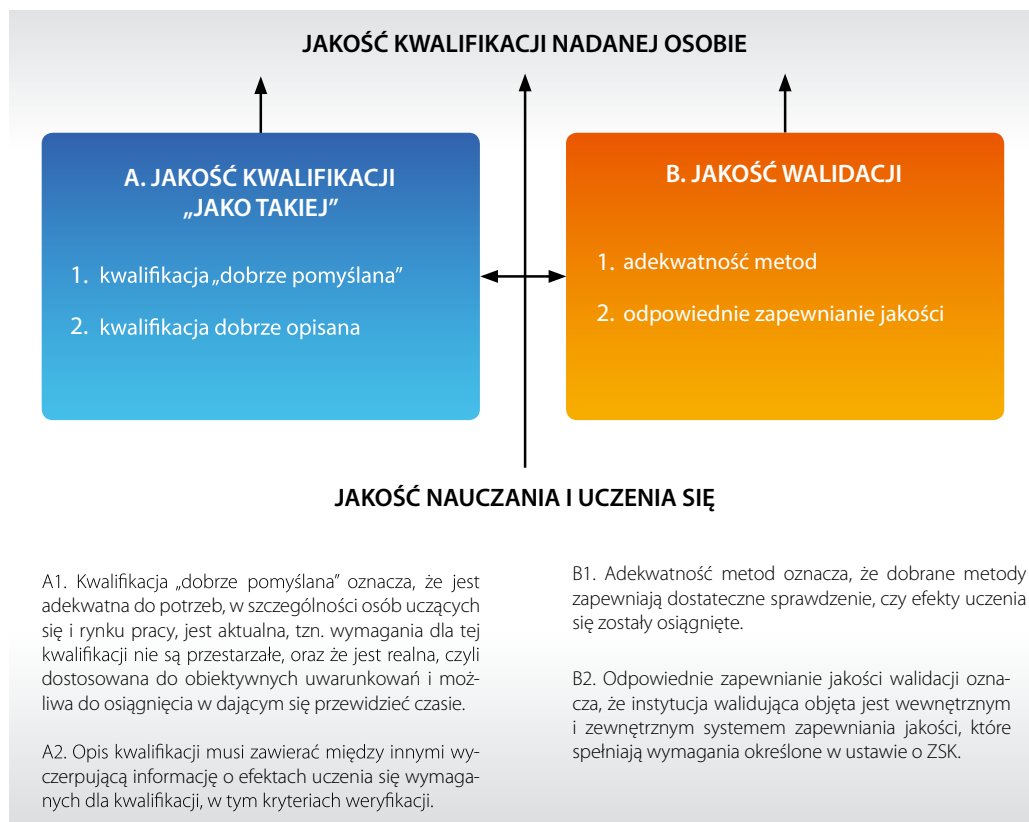 JAKOŚĆ KWALIFIKACJI NADANEJ OSOBIE
A. JAKOŚĆ KWALIFIKACJI
„JAKO TAKIEJ”
1. kwalifikacja „dobrze pomyślana”
2. kwalifikacja dobrze opisana
B. JAKOŚĆ WALIDACJI
1. adekwatność metod
2. odpowiednie zapewnianie jakości
JAKOŚĆ NAUCZANIA I UCZENIA SIĘ
A1. Kwalifikacja „dobrze pomyślana” oznacza, że jest
adekwatna do potrzeb, w szczególności osób uczących
się i rynku pracy, jest aktualna, tzn. wymagania dla tej
kwalifikacji nie są przestarzałe, oraz że jest realna, czyli
dostosowana do obiektywnych uwarunkowań i moż-
liwa do osiągnięcia w dającym się przewidzieć czasie.
A2. Opis kwalifikacji musi zawierać między innymi wy-
czerpującą informację o efektach uczenia się wymaga-
nych dla kwalifikacji, w tym kryteriach weryfikacji.
B1. Adekwatność metod oznacza, że dobrane metody
zapewniają dostateczne sprawdzenie, czy efekty uczenia
się zostały osiągnięte.
B2. Odpowiednie zapewnianie jakości walidacji ozna-
cza, że instytucja walidująca objęta jest wewnętrznym
i zewnętrznym systemem zapewniania jakości, które
spełniają wymagania określone w ustawie o ZSK.